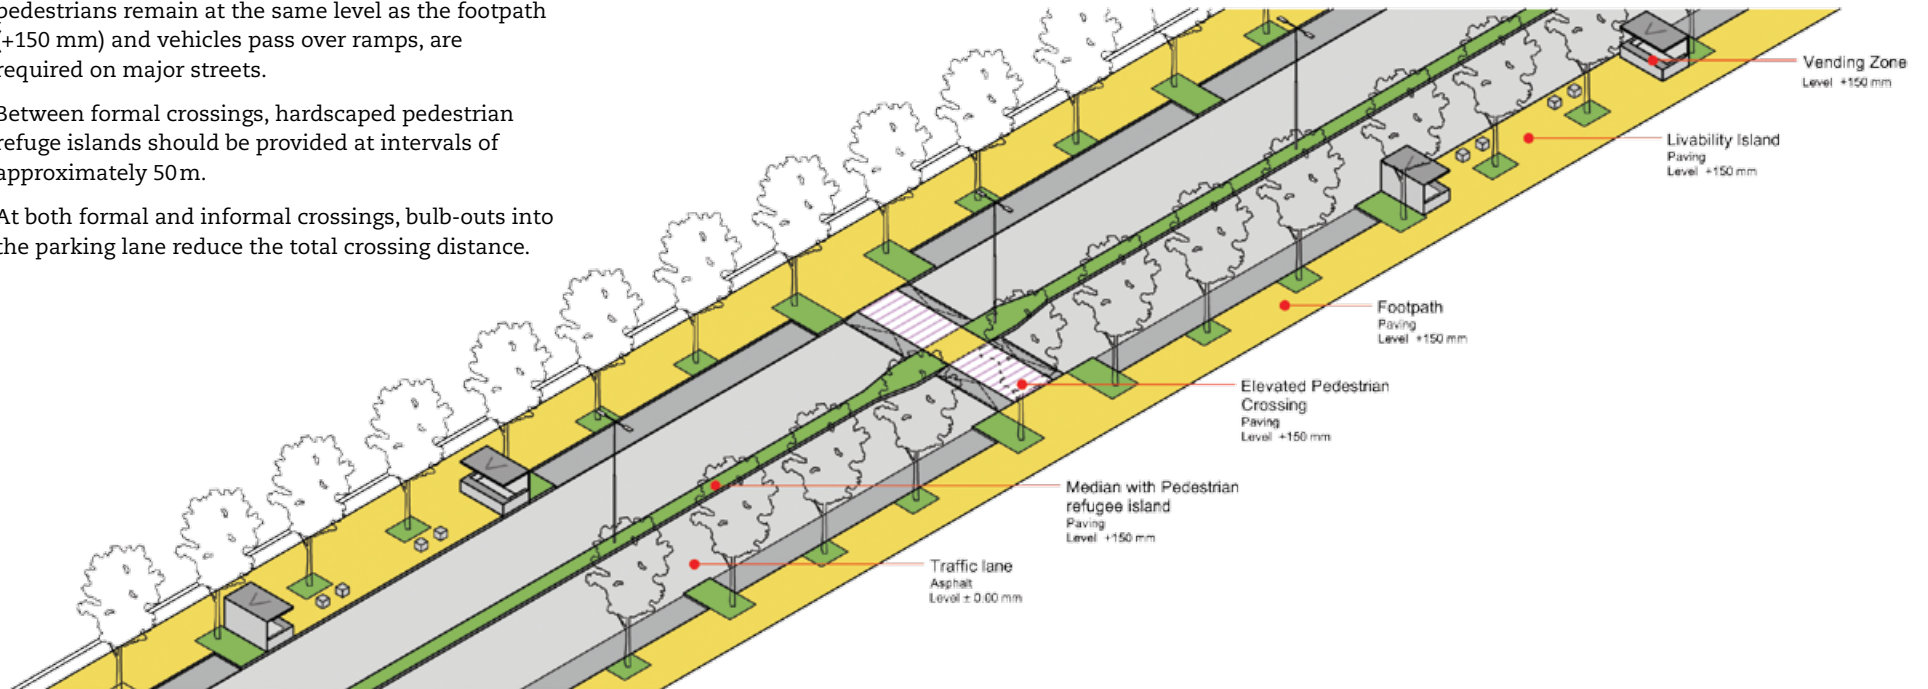 pedestrians remain at the same level as the footpath
(+150 mm) and vehicles pass over ramps, are
required on major streets.
Between formal crossings, hardscaped pedestrian
refuge islands should be provided at intervals of
approximately 50m.
At both formal and informal crossings, bulb-outs into
the parking lane reduce the total crossing distance.
Vending Zone
Level +150 mm
Livability Island
Paving
Level +150 mm
Footpath
Paving
Level +150 mm
Elevated Pedestrian
Crossing
Paving
Level +150 mm
Median with Pedestrian
refugee island
Paving
Level +150 mm
Traffic lane
Asphalt
Level ± 0.00 mm